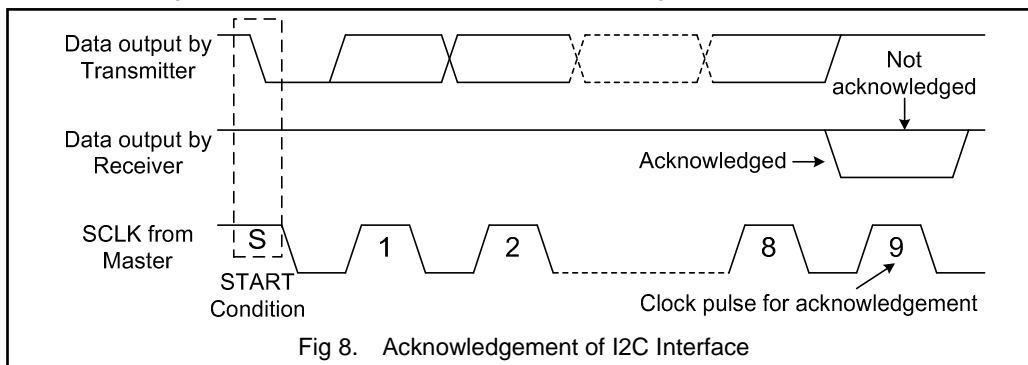 Data output by
Transmitter
Not
acknowledged
Data output by
Receiver
Acknowledged
SCLK from
Master
S
1
2
8
9
START
Condition
Clock pulse for acknowledgement
Fig 8. Acknowledgement of I2C Interface